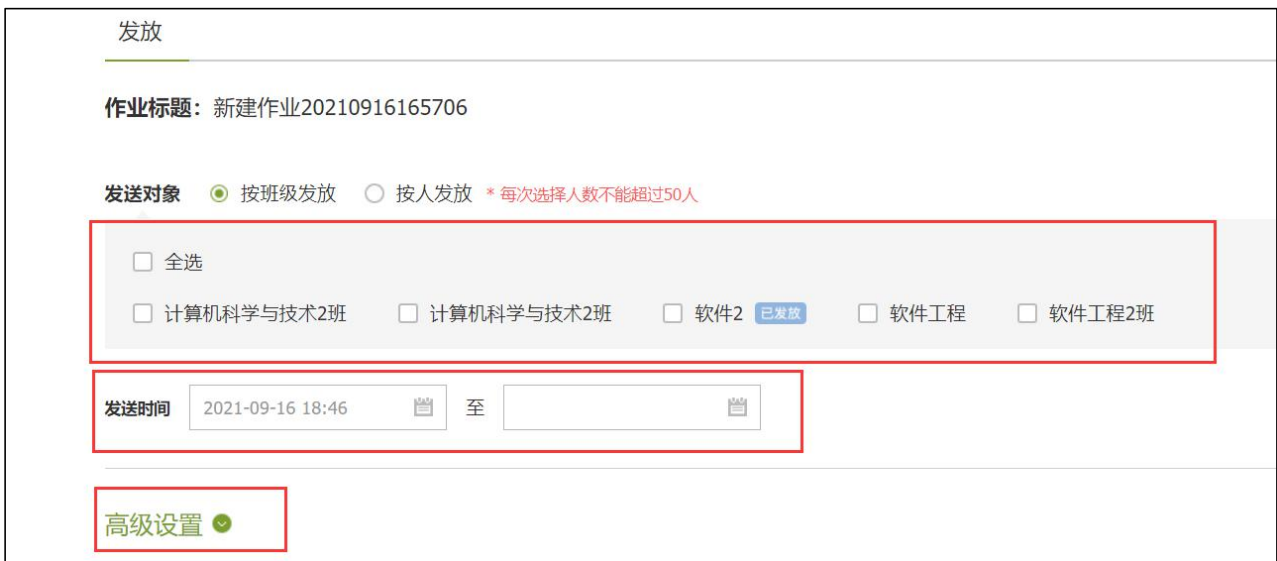 发放
作业标题：新建作业20210916165706
发送对象 按班级发放 按人发放 * 每次选择人数不能超过50人
全选
计算机科学与技术2班 计算机科学与技术2班 软件2 已发放 软件工程 软件工程2班
发送时间 2021-09-16 18:46 至
高级设置